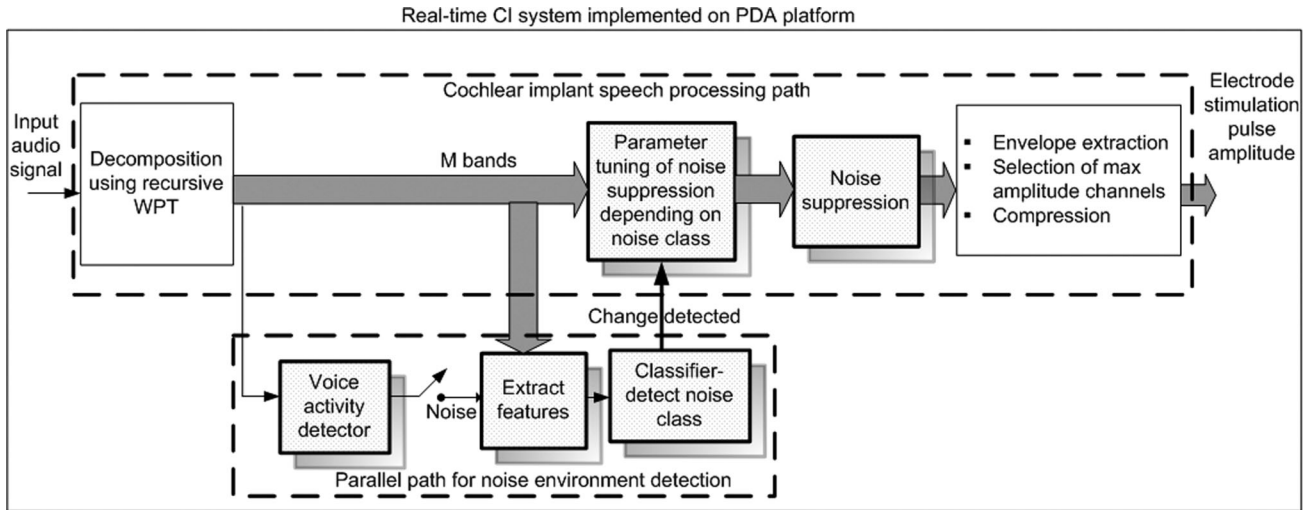 Real-time CI system implemented on PDA platform
Cochlear implant speech processing path
Input
audio
signal
Decomposition
using recursive
WPT
M bands
Parameter
tuning of noise
suppression
depending on
noise class
Noise
suppression
▪ Envelope extraction
▪ Selection of max
amplitude channels
▪ Compression
Electrode
stimulation
pulse
amplitude
Change detected
Voice
activity
detector
Noise
Extract
features
Classifier-
detect noise
class
Parallel path for noise environment detection